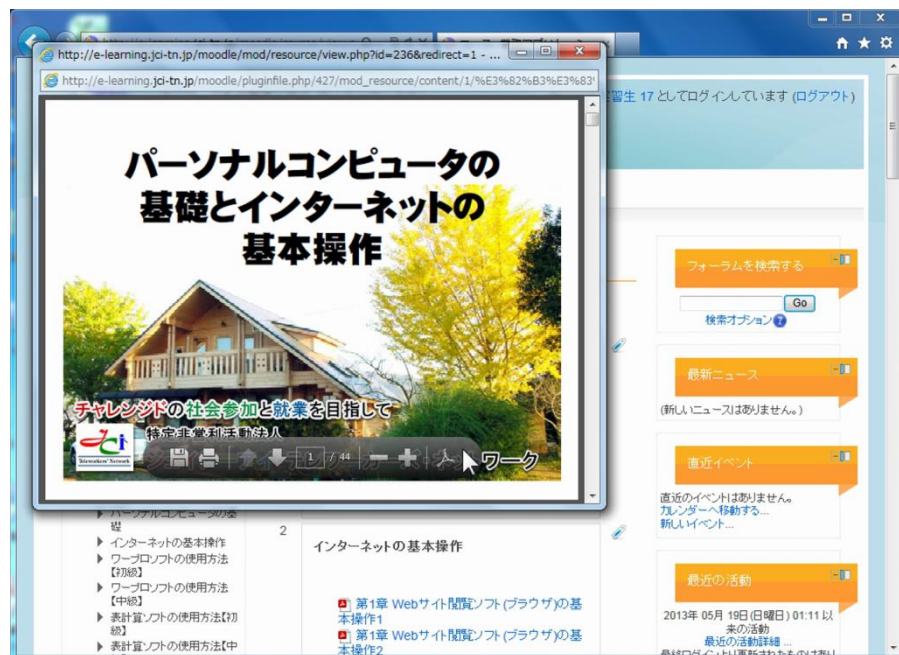 http://e-learning.jci-tn.jp/moodle/mod/resource/view.php?id=236&redirect=1 - ...
http://e-learning.jci-tn.jp/moodle/pluginfile.php/427/mod_resource/content/1/%E3%82%B3%E3%83%
習生 17 としてログインしています (ログアウト)
パーソナルコンピュータの
基礎とインターネットの
基本操作
チャレンジドの社会参加と就業を目指して
特定非営利活動法人
JCi
Teleworkers' Network
1 / 44
ワーク
フォーラムを検索する
Go
検索オプション
最新ニュース
(新しいニュースはありません。)
直近イベント
直近のイベントはありません。
カレンダーへ移動する...
新しいイベント...
最近の活動
2013年 05月 19日(日曜日) 01:11 以
来の活動
最近の活動詳細 ...
パーソナルコンピュータの基
礎
インターネットの基本操作
ワープロソフトの使用方法
【初級】
ワープロソフトの使用方法
【中級】
表計算ソフトの使用方法【初
級】
表計算ソフトの使用方法【中
2
インターネットの基本操作
第1章 Webサイト閲覧ソフト(ブラウザ)の基
本操作1
第1章 Webサイト閲覧ソフト(ブラウザ)の基
本操作2